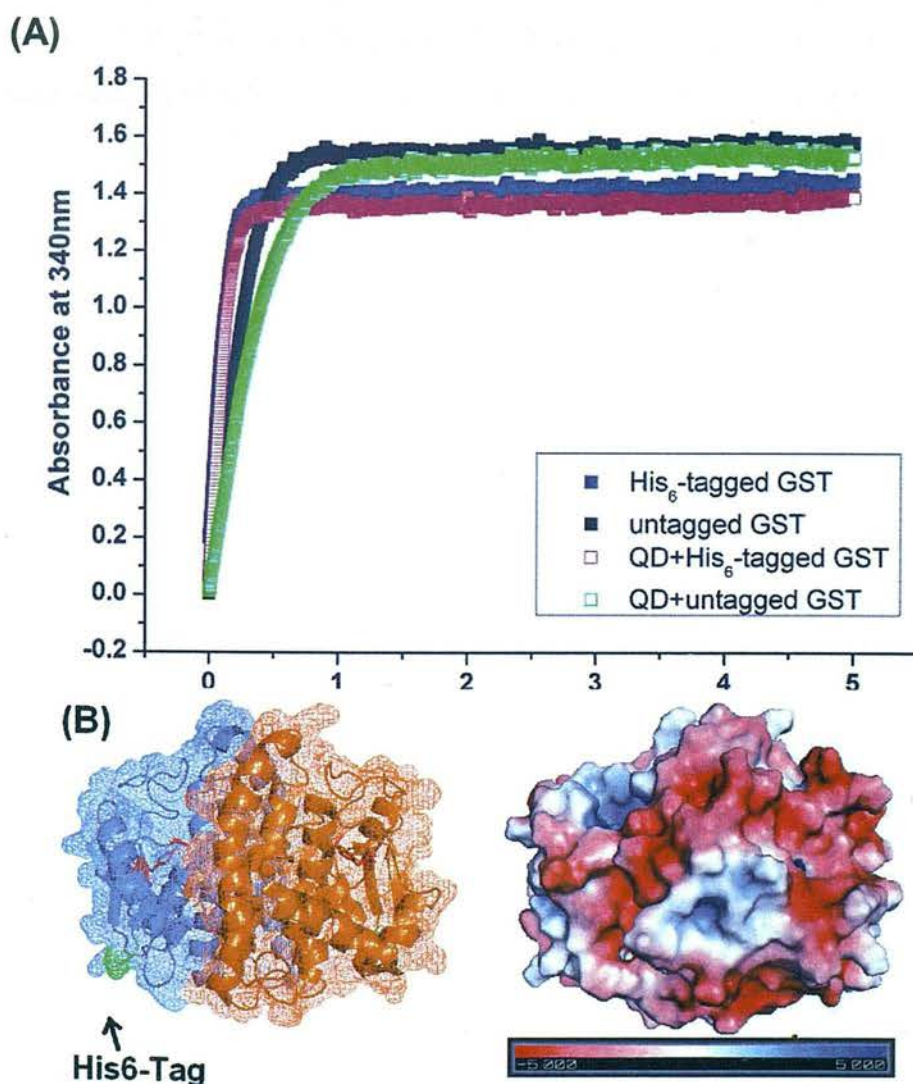 (A)
Absorbance at 340nm
1.8
1.6
1.4
1.2
1.0
0.8
0.6
0.4
0.2
0.0
-0.2
His₆-tagged GST
untagged GST
QD+His₆-tagged GST
QD+untagged GST
0 1 2 3 4 5
(B)
His6-Tag
-5.000 5.000